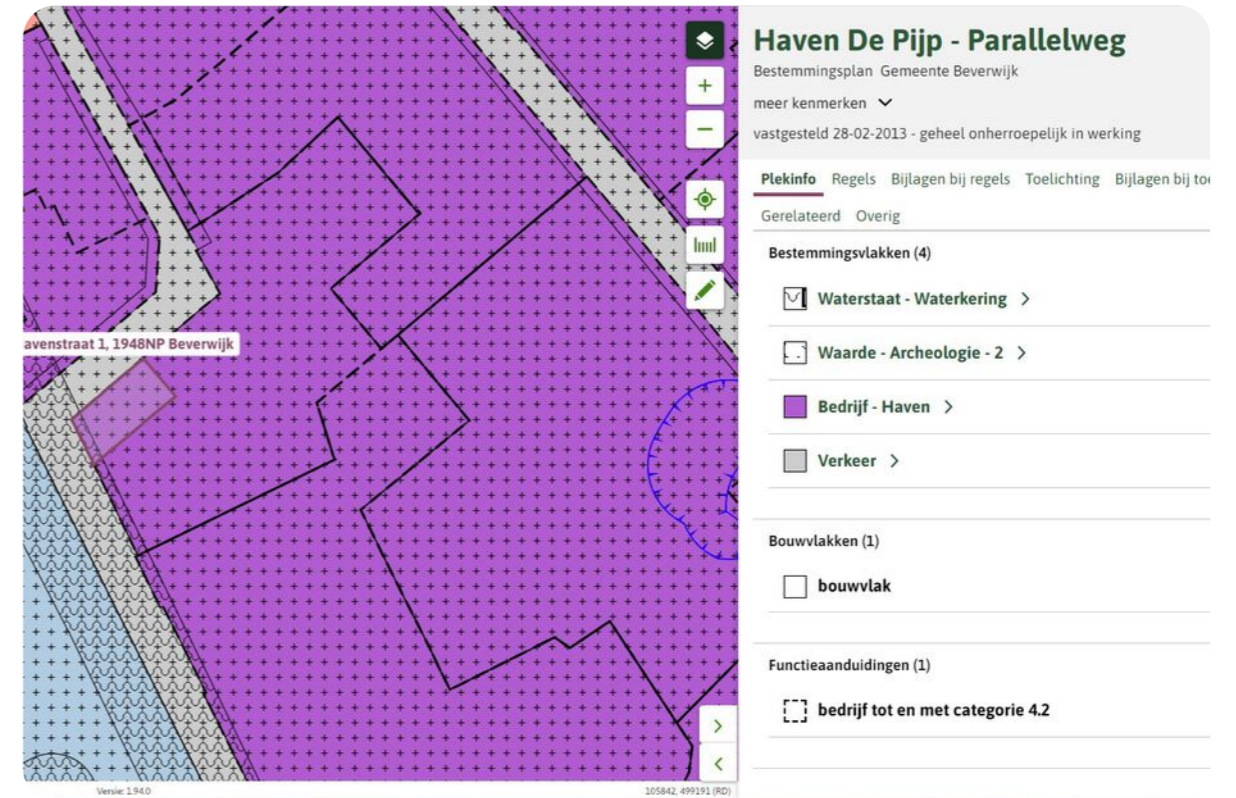 Haven De Pijp - Parallelweg
Bestemmingsplan Gemeente Beverwijk
meer kenmerken
vastgesteld 28-02-2013 - geheel onherroepelijk in werking
Plekinfo Regels Bijlagen bij regels Toelichting Bijlagen bij toe
Gerelateerd Overig
Bestemmingsvlakken (4)
Waterstaat - Waterkering
Waarde - Archeologie - 2
Bedrijf - Haven
Verkeer
Bouwvlakken (1)
bouwvlak
Functieaanduidingen (1)
bedrijf tot en met categorie 4.2
avenstraat 1, 1948NP Beverwijk
Versie: 1.94.0
105842, 499191 (RD)